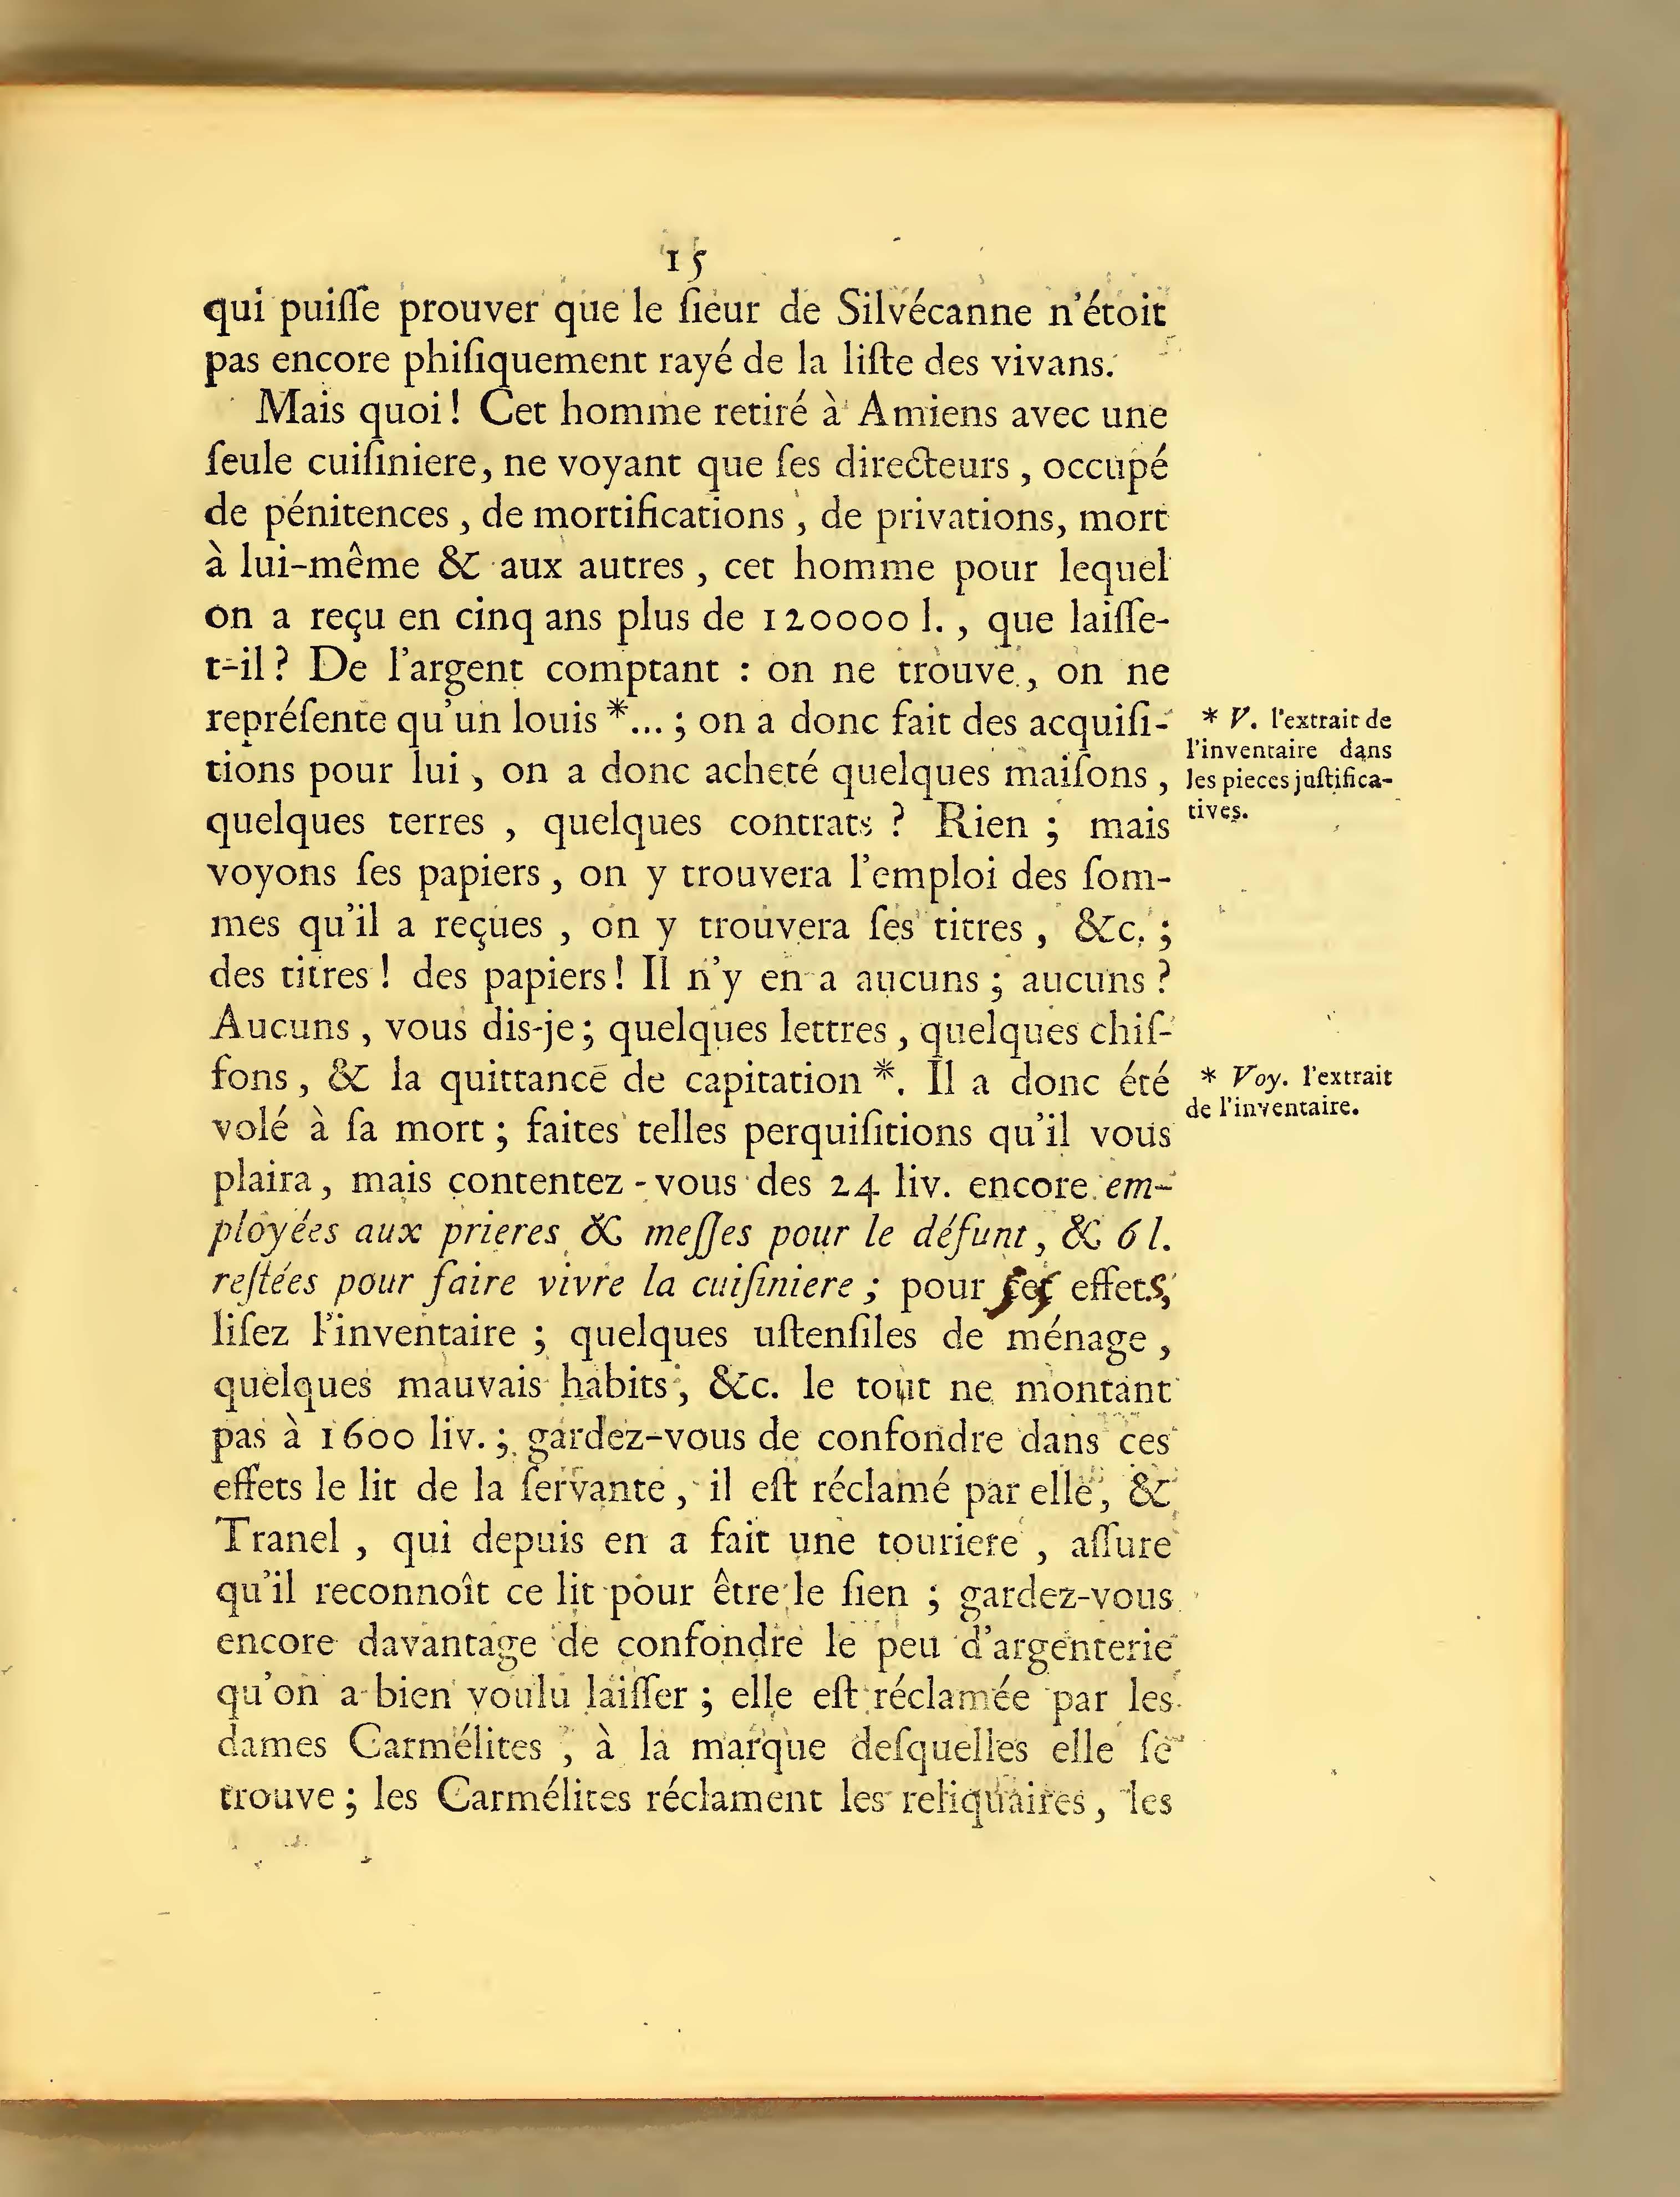 15
qui puiſſe prouver que le ſieur de Silvécanne n'étoit
pas encore phiſiquement rayé de la liſte des vivans.
Mais quoi! Cet homme retiré à Amiens avec une
ſeule cuiſiniere, ne voyant que ſes directeurs, occupé
de pénitences, de mortifications, de privations, mort
à lui-même & aux autres, cet homme pour lequel
on a reçu en cinq ans plus de 120000 l., que laiſſe-
t-il? De l'argent comptant : on ne trouve, on ne
repréſente qu'un louis *...; on a donc fait des acquiſi-
tions pour lui, on a donc acheté quelques maiſons,
quelques terres, quelques contrats? Rien; mais
voyons ſes papiers, on y trouvera l'emploi des ſom-
mes qu'il a reçues, on y trouvera ſes titres, &c.;
des titres! des papiers! Il n'y en a aucuns; aucuns?
Aucuns, vous dis-je; quelques lettres, quelques chif-
fons, & la quittance de capitation *. Il a donc été
volé à ſa mort; faites telles perquiſitions qu'il vous
plaira, mais contentez-vous des 24 liv. encore em-
ployées aux prieres & meſſes pour le défunt, & 6 l.
reſtées pour faire vivre la cuiſiniere; pour ſes effets,
liſez l'inventaire; quelques uſtenſiles de ménage,
quelques mauvais habits, &c. le tout ne montant
pas à 1600 liv.; gardez-vous de confondre dans ces
effets le lit de la ſervante, il eſt réclamé par elle, &
Tranel, qui depuis en a fait une touriere, aſſure
qu'il reconnoît ce lit pour être le ſien; gardez-vous
encore davantage de confondre le peu d'argenterie
qu'on a bien voulu laiſſer; elle eſt réclamée par les
dames Carmélites, à la marque deſquelles elle ſe
trouve; les Carmélites réclament les reliquaires, les
* V. l'extrait de
l'inventaire dans
les pieces juſtifica-
tives.
* Voy. l'extrait
de l'inventaire.